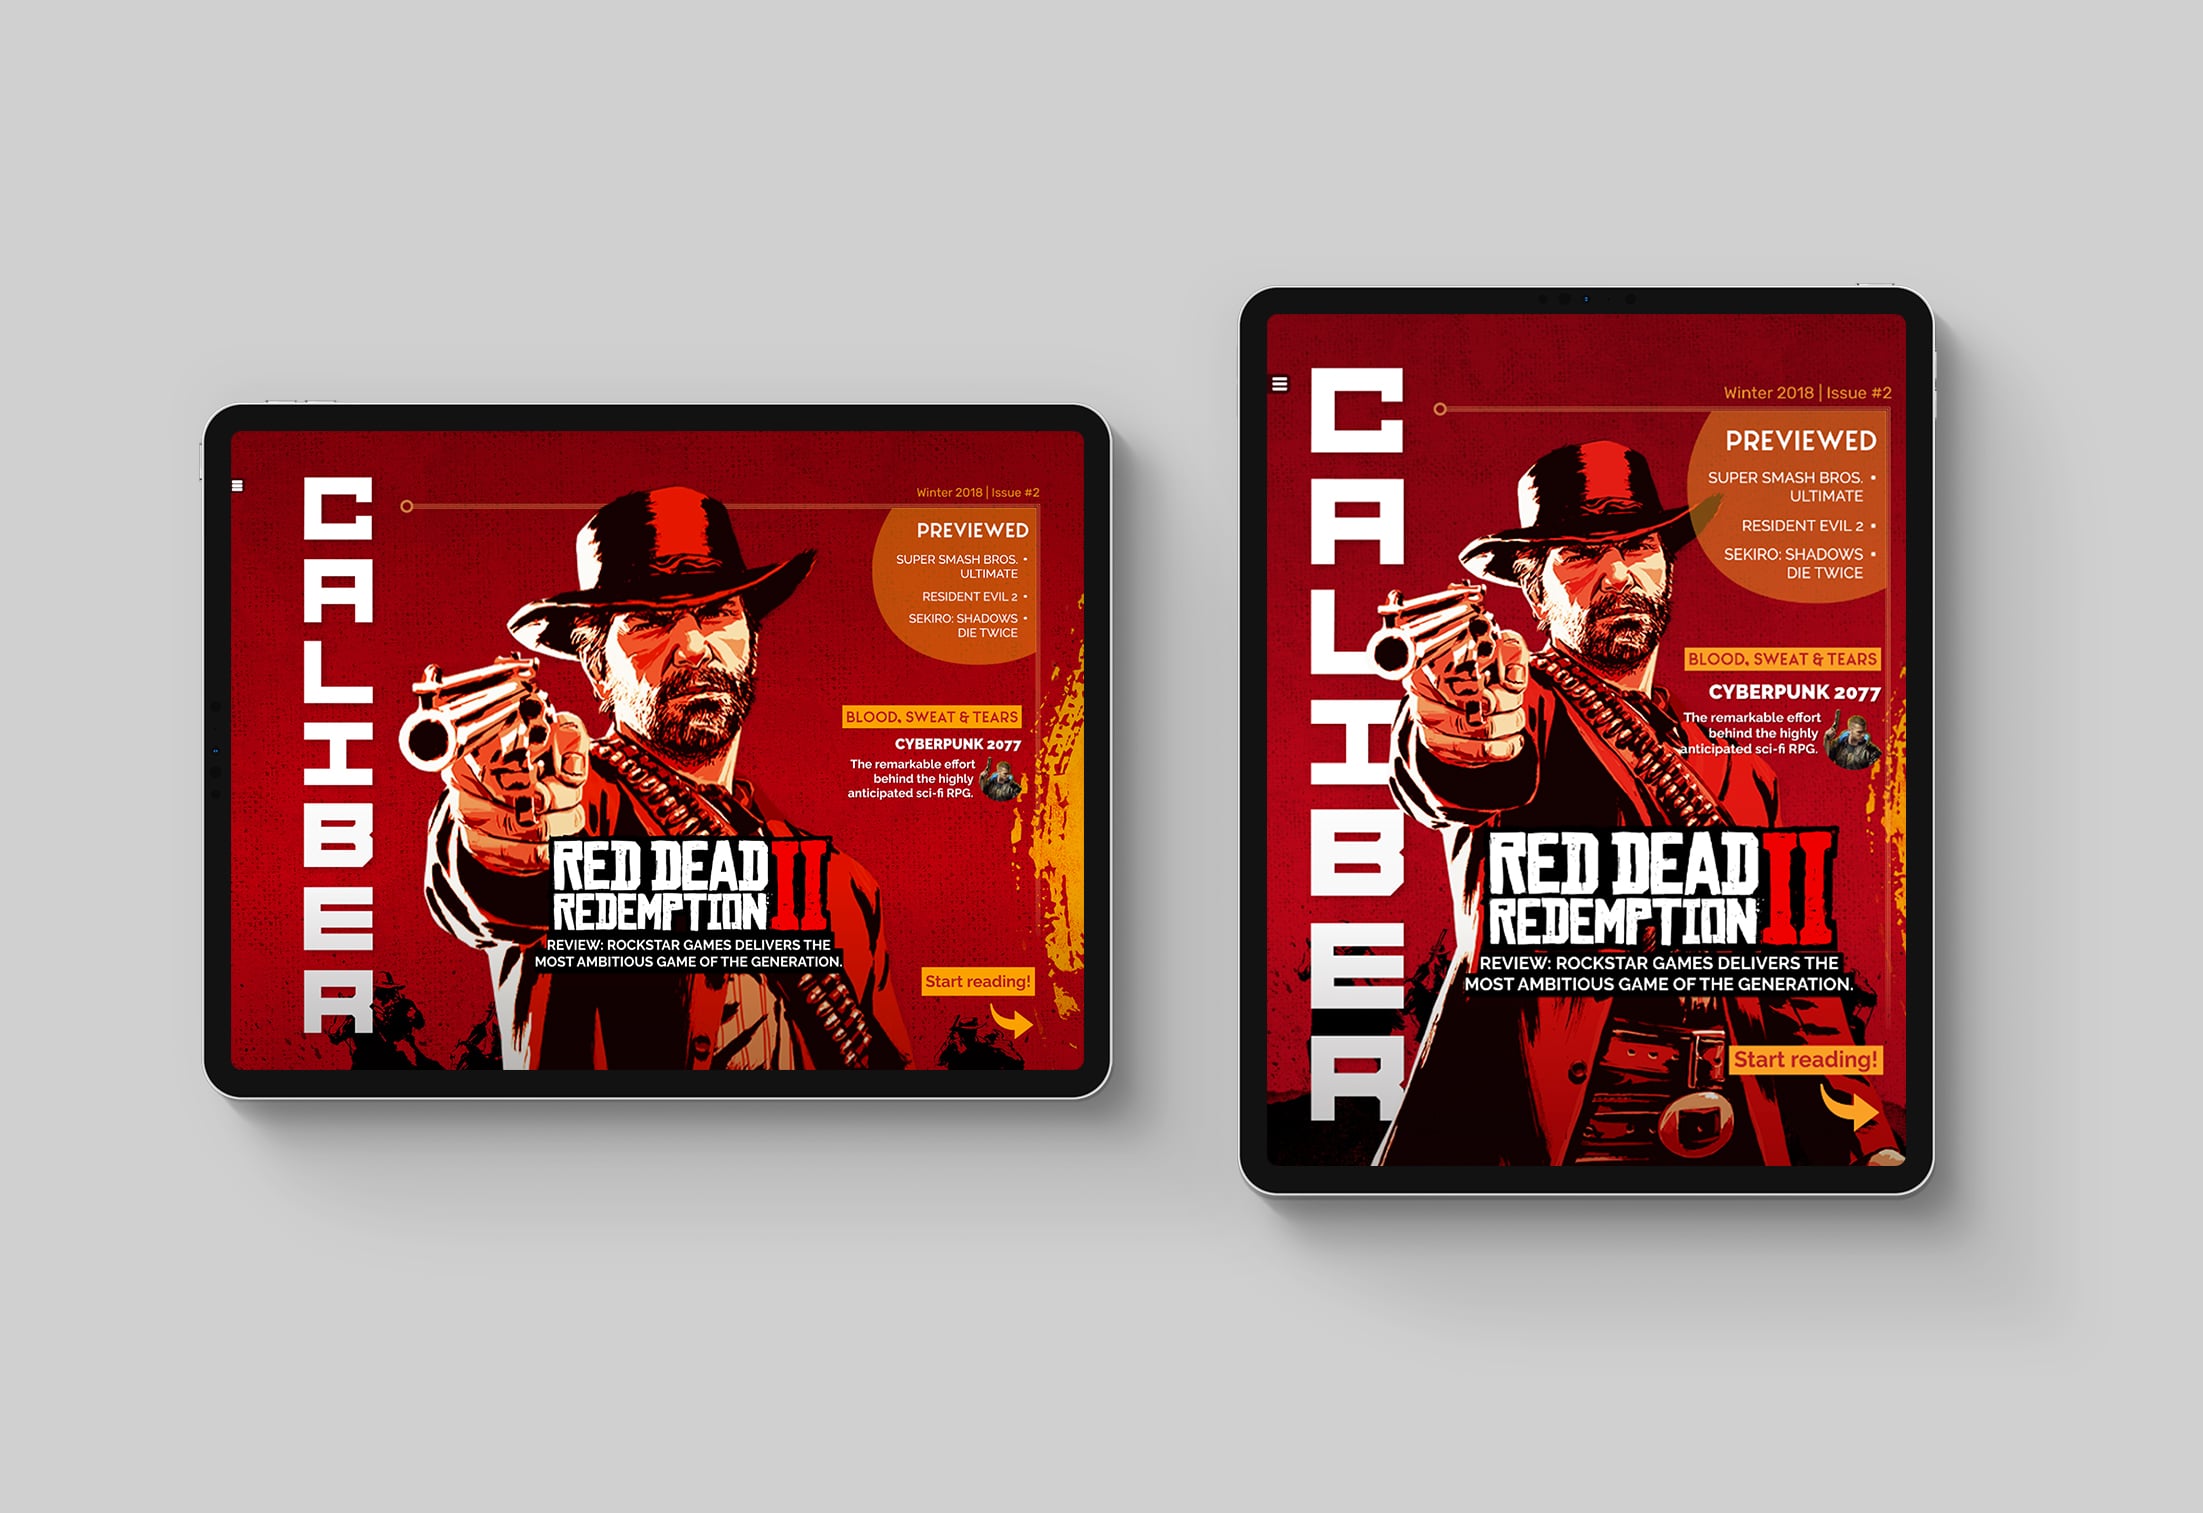 CALIBER
Winter 2018 | Issue #2
PREVIEWED
SUPER SMASH BROS. •
ULTIMATE
RESIDENT EVIL 2 •
SEKIRO: SHADOWS •
DIE TWICE
BLOOD, SWEAT & TEARS
CYBERPUNK 2077
The remarkable effort
behind the highly
anticipated sci-fi RPG.
RED DEAD
REDEMPTION II
REVIEW: ROCKSTAR GAMES DELIVERS THE
MOST AMBITIOUS GAME OF THE GENERATION.
Start reading!
CALIBER
Winter 2018 | Issue #2
PREVIEWED
SUPER SMASH BROS. •
ULTIMATE
RESIDENT EVIL 2 •
SEKIRO: SHADOWS •
DIE TWICE
BLOOD, SWEAT & TEARS
CYBERPUNK 2077
The remarkable effort
behind the highly
anticipated sci-fi RPG.
RED DEAD
REDEMPTION II
REVIEW: ROCKSTAR GAMES DELIVERS THE
MOST AMBITIOUS GAME OF THE GENERATION.
Start reading!